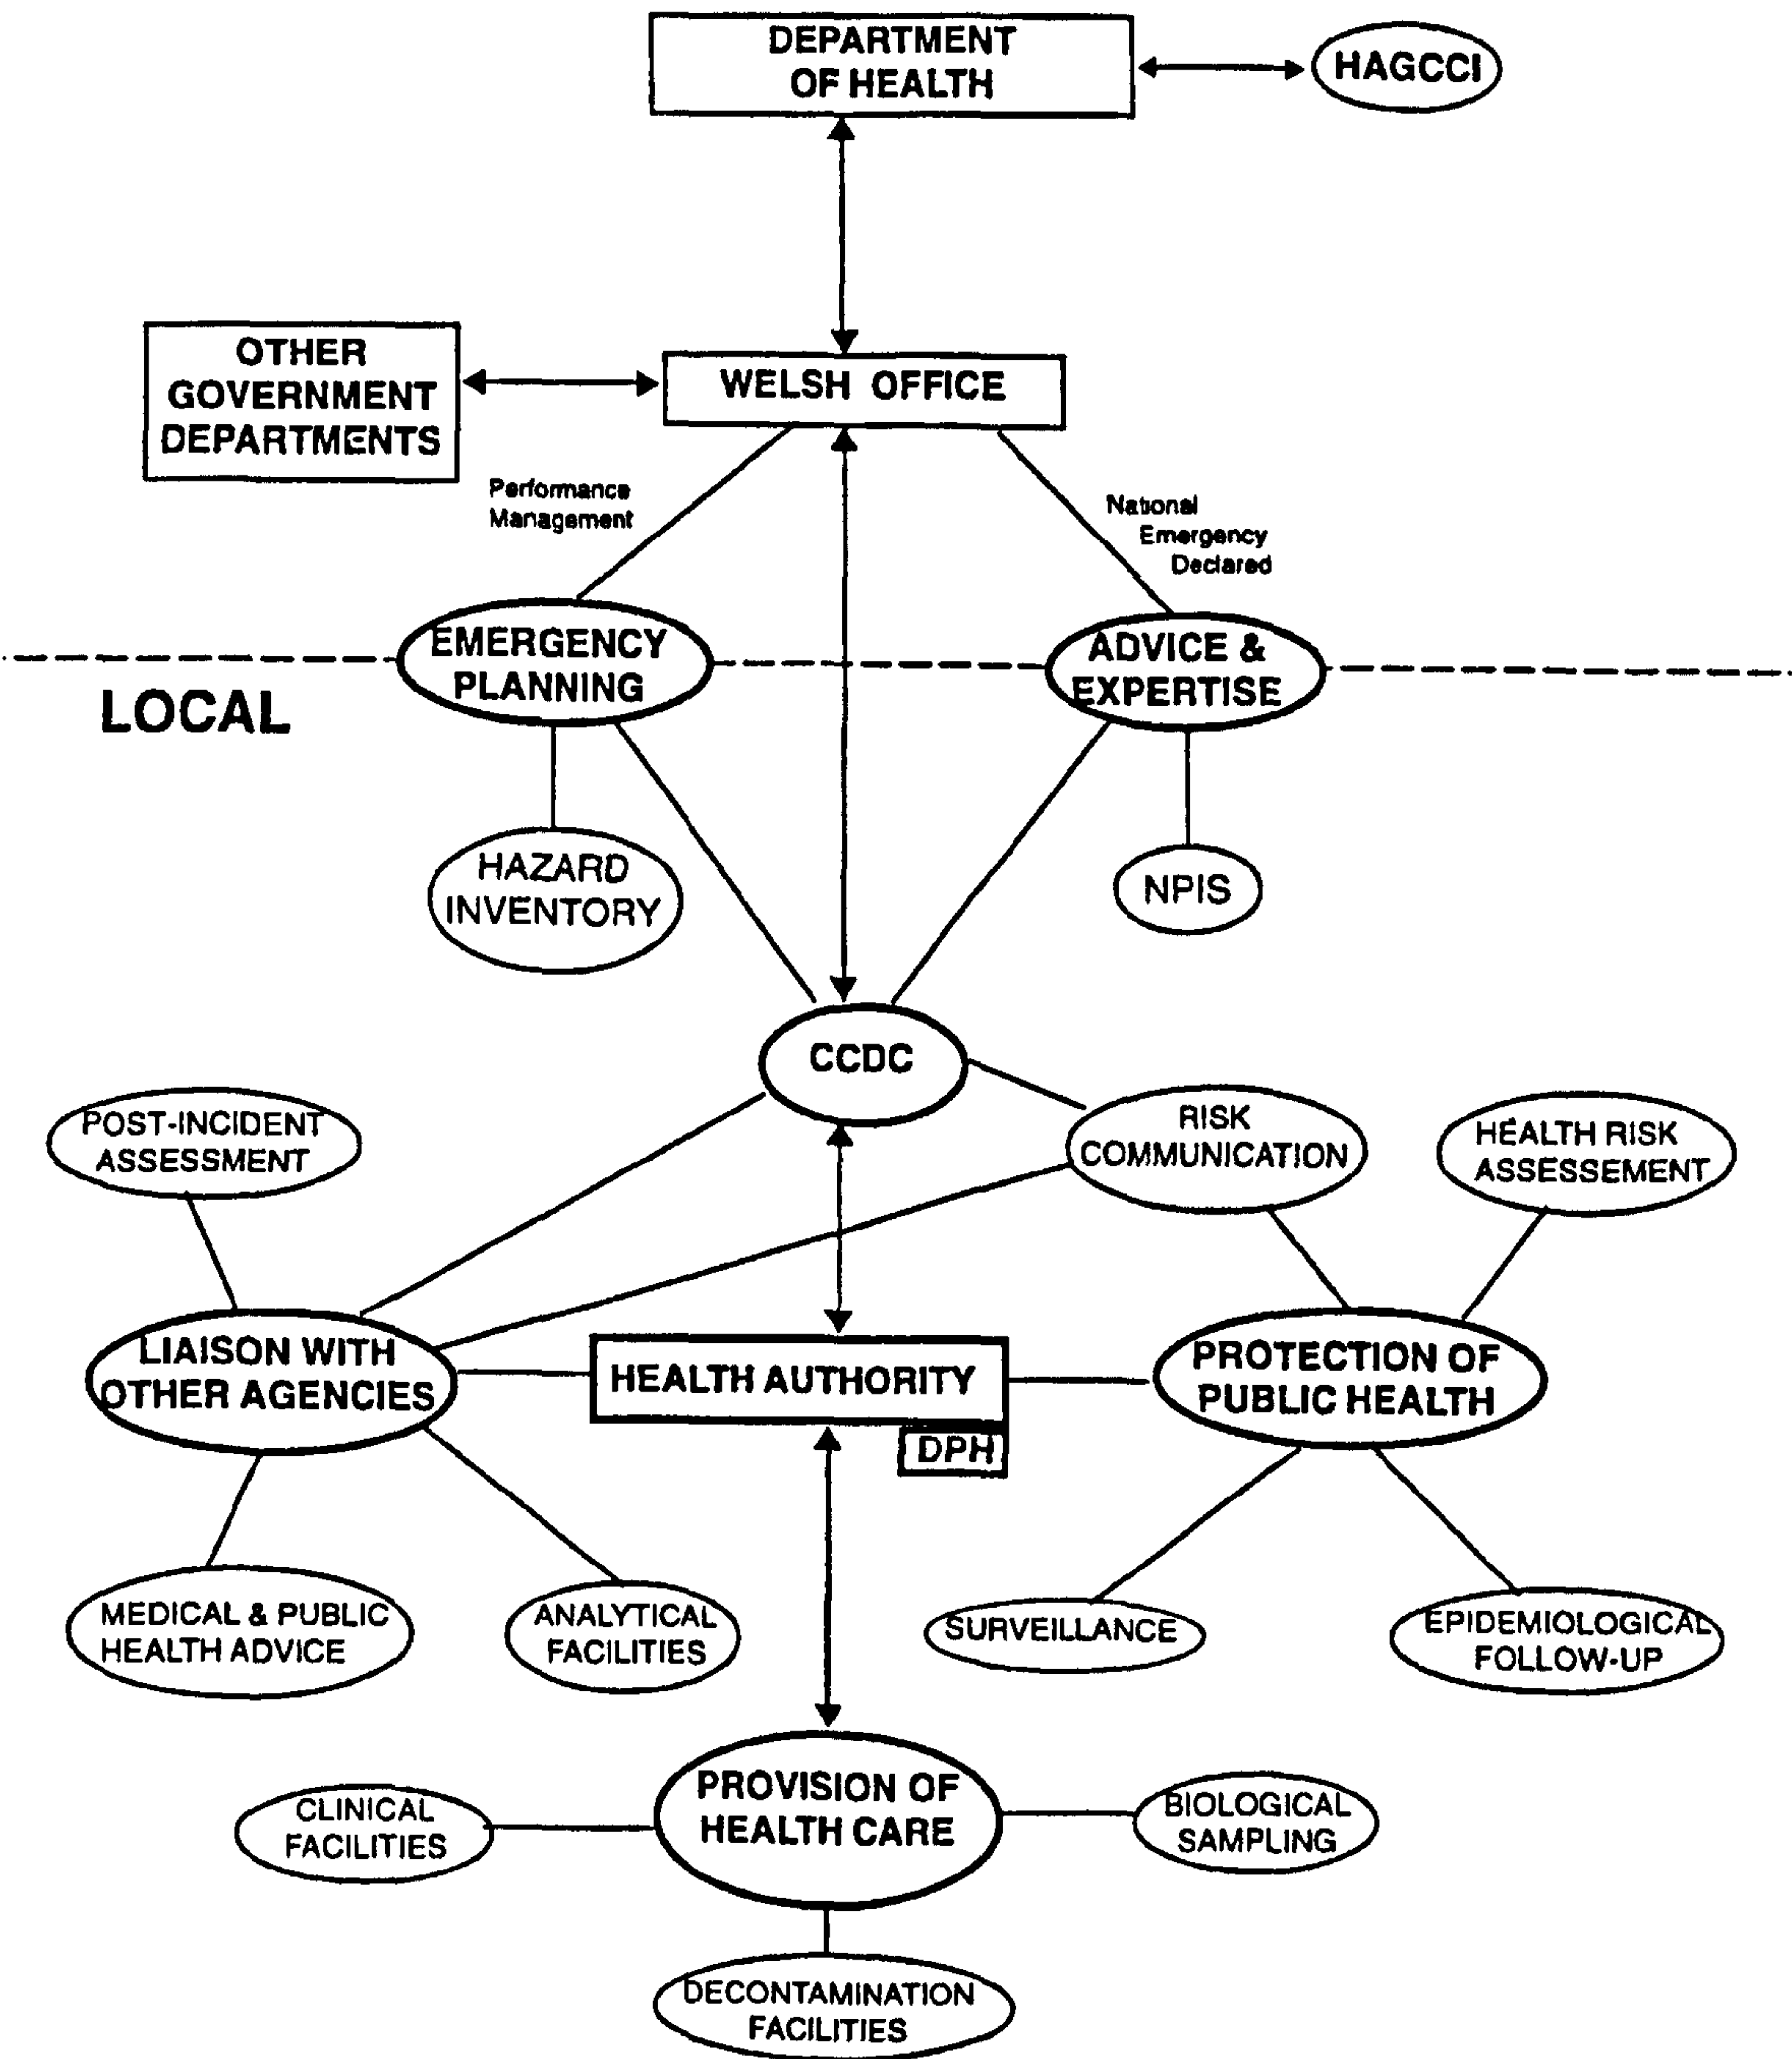 DEPARTMENT
OF HEALTH
HAGCCI
OTHER
GOVERNMENT
DEPARTMENTS
WELSH OFFICE
Performance
Management
National
Emergency
Declared
EMERGENCY
PLANNING
ADVICE &
EXPERTISE
LOCAL
HAZARD
INVENTORY
NPIS
CCDC
POST-INCIDENT
ASSESSMENT
RISK
COMMUNICATION
HEALTH RISK
ASSESSEMENT
LIAISON WITH
OTHER AGENCIES
HEALTH AUTHORITY
DPH
PROTECTION OF
PUBLIC HEALTH
MEDICAL & PUBLIC
HEALTH ADVICE
ANALYTICAL
FACILITIES
SURVEILLANCE
EPIDEMIOLOGICAL
FOLLOW-UP
PROVISION OF
HEALTH CARE
CLINICAL
FACILITIES
BIOLOGICAL
SAMPLING
DECONTAMINATION
FACILITIES